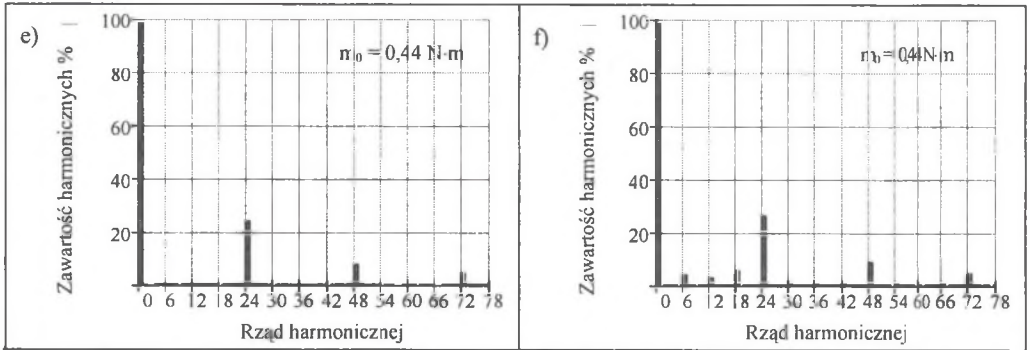 e)
Zawartość harmonicznych %
100
80
60
40
20
m₀ = 0,44 N·m
0 6 12 18 24 30 36 42 48 54 60 66 72 78
Rząd harmonicznej
f)
Zawartość harmonicznych %
100
80
60
40
20
m₀ = 0,44 N·m
0 6 12 18 24 30 36 42 48 54 60 66 72 78
Rząd harmonicznej